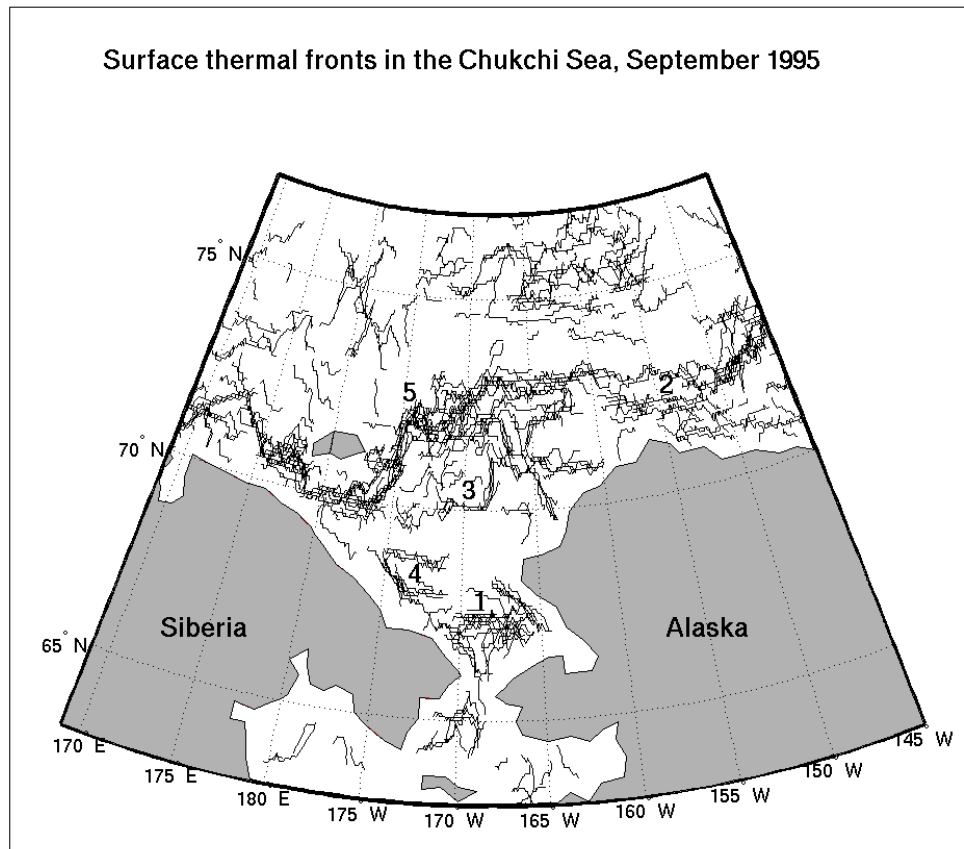 Surface thermal fronts in the Chukchi Sea, September 1995
75° N
5
2
70° N
3
4
1
Siberia
Alaska
65° N
170 E
175 E
180 E
175 W
170 W
165 W
160 W
155 W
150 W
145 W